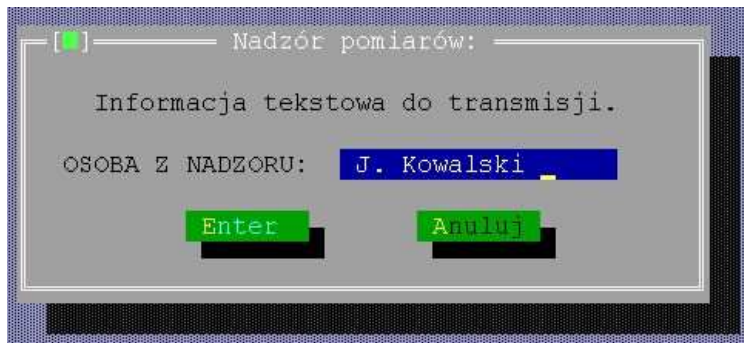 Nadzór pomiarów:
Informacja tekstowa do transmisji.
OSOBA Z NADZORU: J. Kowalski _
Enter Anuluj